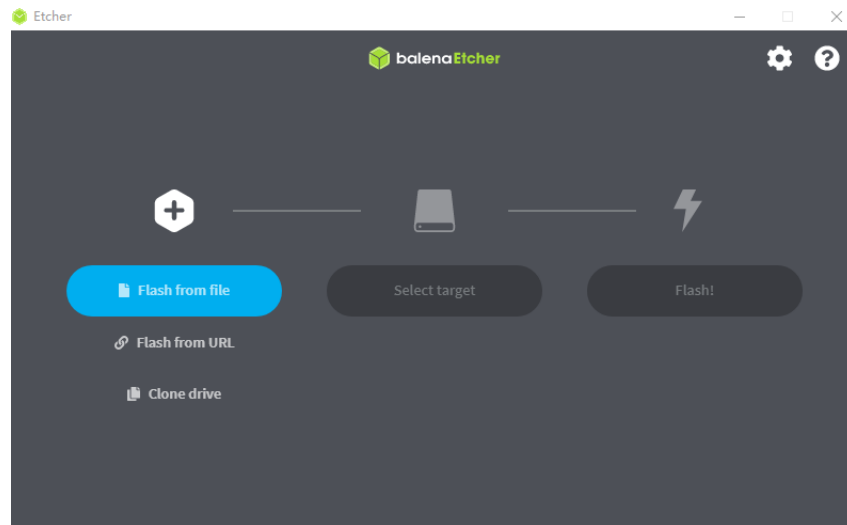 Etcher
balenaEtcher
Flash from file
Select target
Flash!
Flash from URL
Clone drive